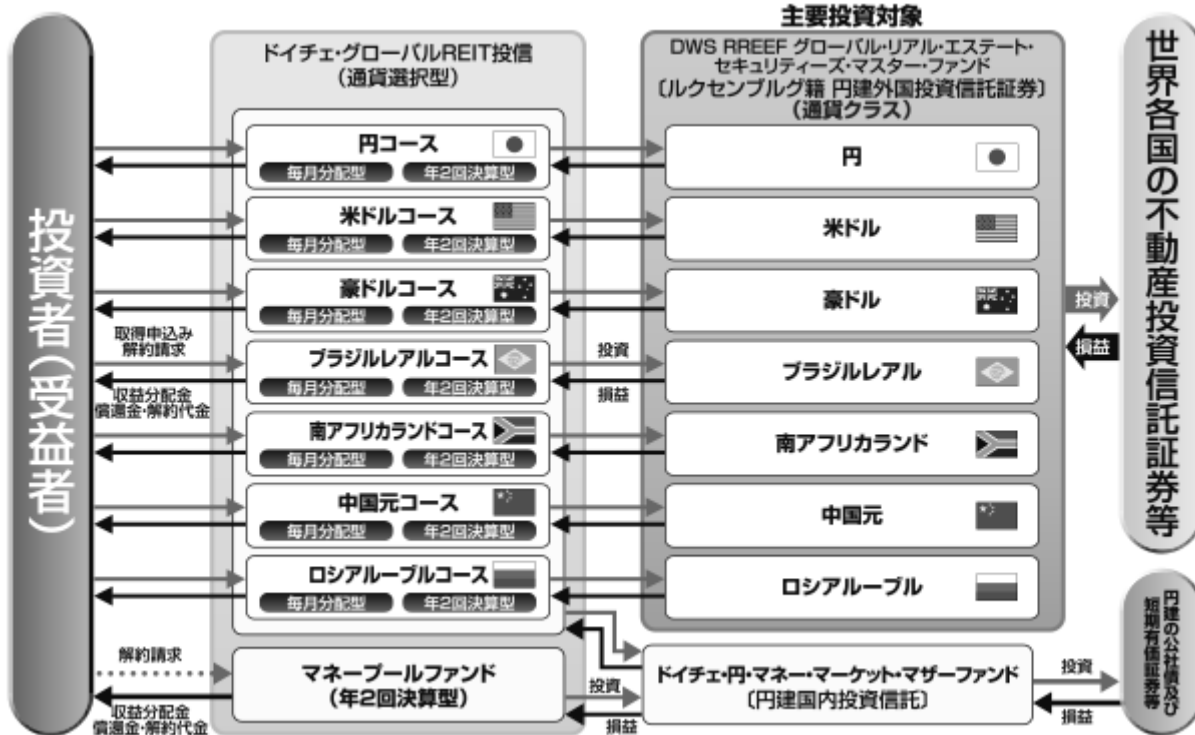 主要投資対象
投資者(受益者)
ドイチェ・グローバルREIT投信
(通貨選択型)
DWS RREEF グローバル・リアル・エステート・
セキュリティーズ・マスター・ファンド
〔ルクセンブルグ籍 円建外国投資信託証券〕
(通貨クラス)
世界各国の不動産投資信託証券等
円コース
毎月分配型 年2回決算型
円
米ドルコース
毎月分配型 年2回決算型
米ドル
豪ドルコース
毎月分配型 年2回決算型
豪ドル
投資
損益
取得申込み
解約請求
収益分配金
償還金・解約代金
ブラジルレアルコース
毎月分配型 年2回決算型
投資
損益
ブラジルレアル
南アフリカランドコース
毎月分配型 年2回決算型
南アフリカランド
中国元コース
毎月分配型 年2回決算型
中国元
ロシアルーブルコース
毎月分配型 年2回決算型
ロシアルーブル
解約請求
収益分配金
償還金・解約代金
マネープールファンド
(年2回決算型)
投資
損益
ドイチェ・円・マネー・マーケット・マザーファンド
〔円建国内投資信託〕
投資
損益
円建の公社債及び
短期有価証券等